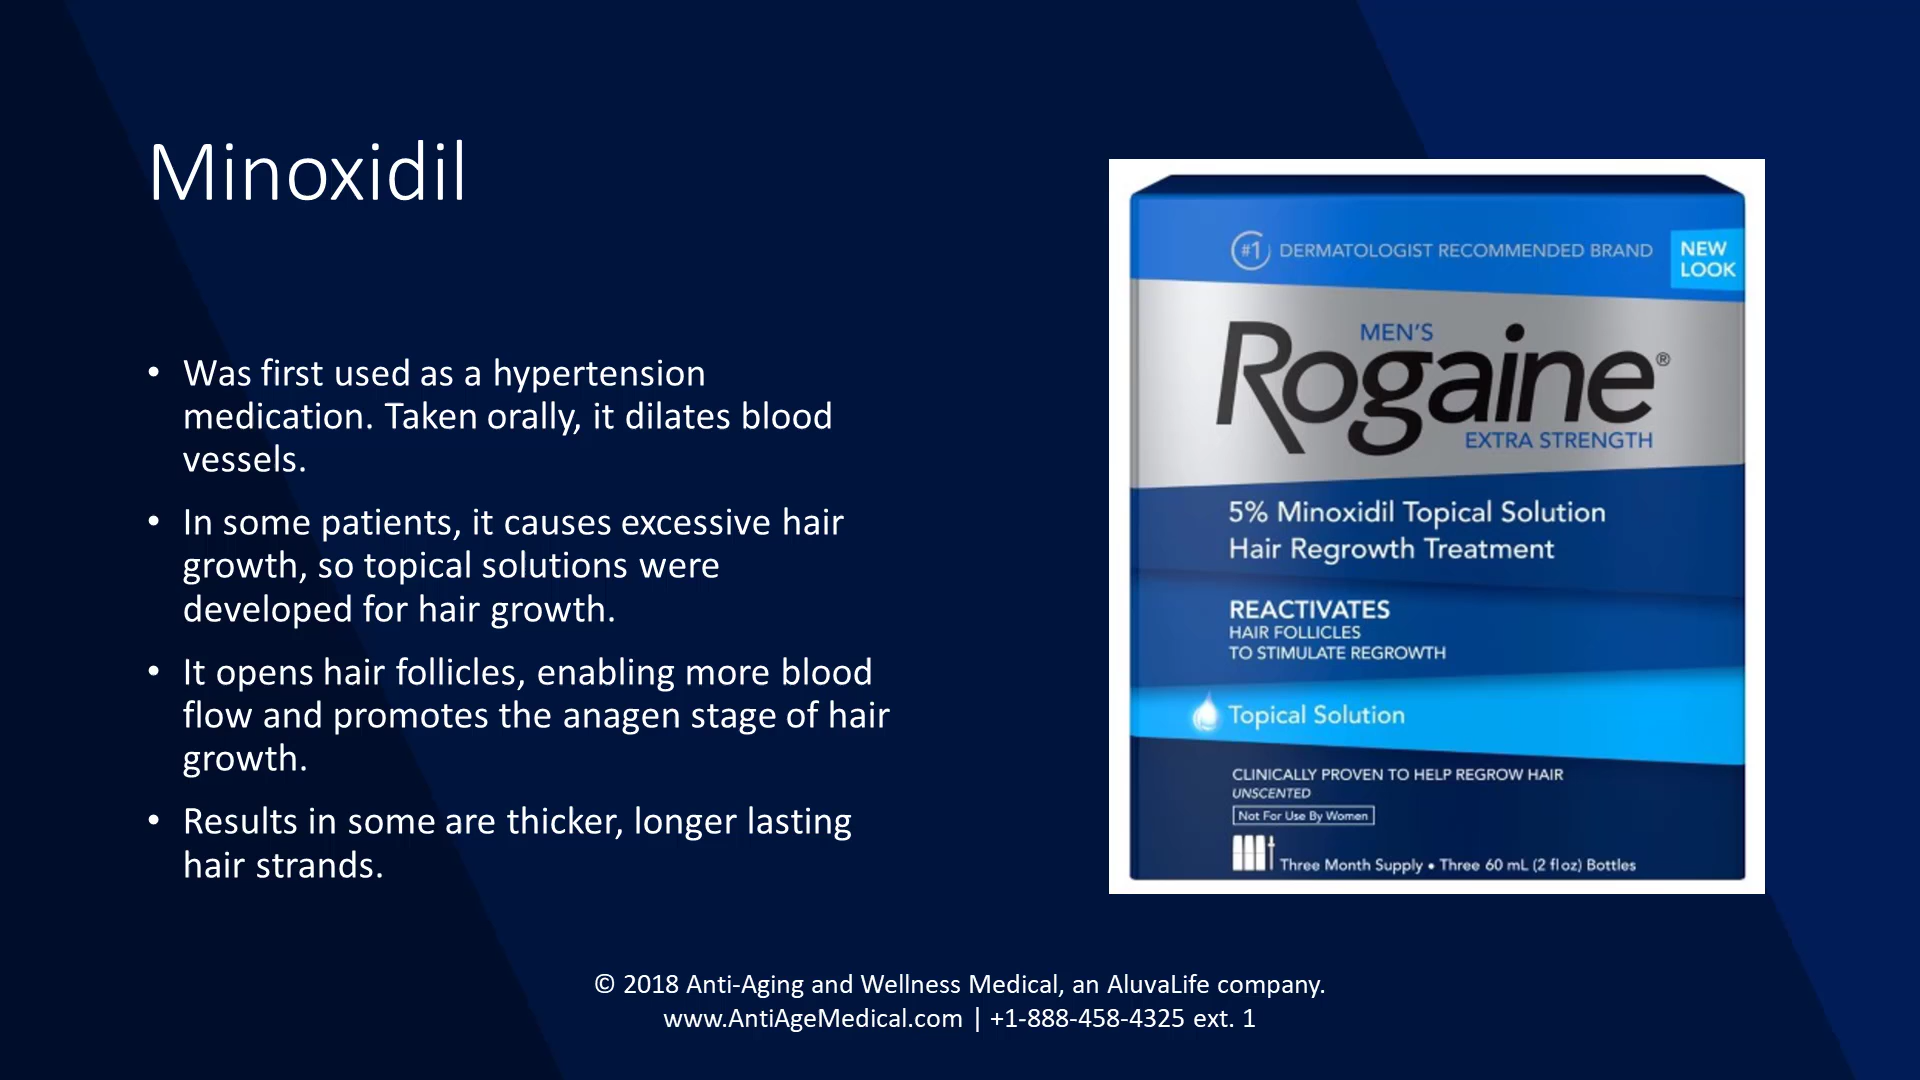 Minoxidil
• Was first used as a hypertension
medication. Taken orally, it dilates blood
vessels.
• In some patients, it causes excessive hair
growth, so topical solutions were
developed for hair growth.
• It opens hair follicles, enabling more blood
flow and promotes the anagen stage of hair
growth.
• Results in some are thicker, longer lasting
hair strands.
#1 DERMATOLOGIST RECOMMENDED BRAND
NEW
LOOK
MEN'S
Rogaine®
EXTRA STRENGTH
5% Minoxidil Topical Solution
Hair Regrowth Treatment
REACTIVATES
HAIR FOLLICLES
TO STIMULATE REGROWTH
Topical Solution
CLINICALLY PROVEN TO HELP REGROW HAIR
UNSCENTED
Not For Use By Women
Three Month Supply • Three 60 mL (2 fl oz) Bottles
© 2018 Anti-Aging and Wellness Medical, an AluvaLife company.
www.AntiAgeMedical.com | +1-888-458-4325 ext. 1